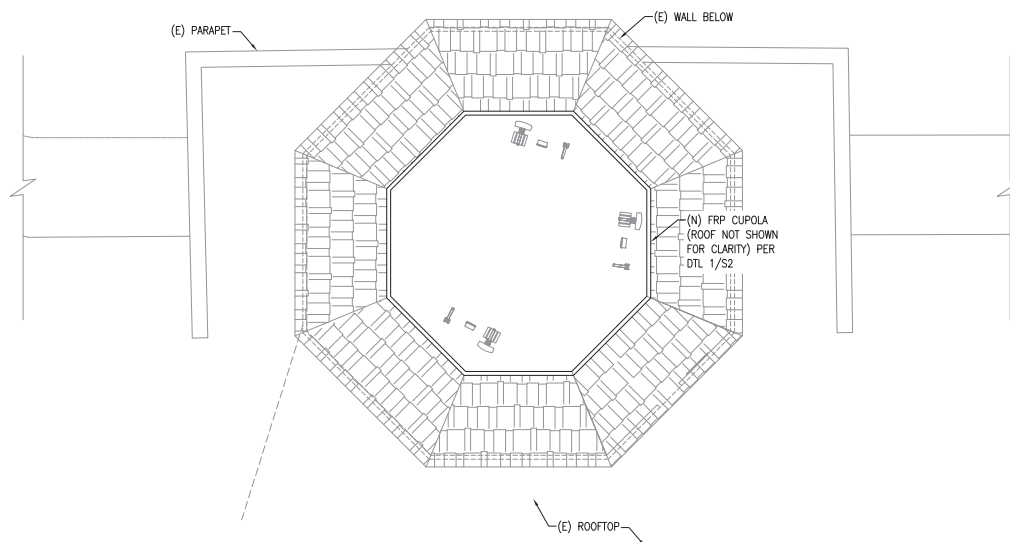 (E) WALL BELOW
(E) PARAPET
(N) FRP CUPOLA
(ROOF NOT SHOWN
FOR CLARITY) PER
DTL 1/S2
(E) ROOFTOP